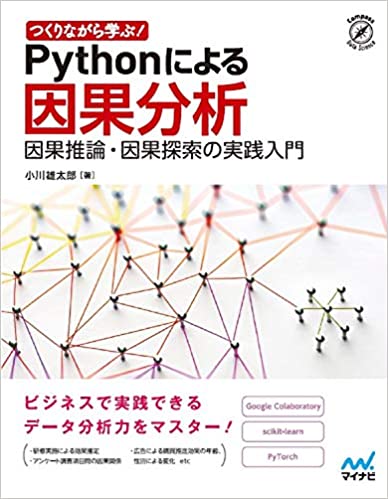 つくりながら学ぶ!
Compass
Data Science
Pythonによる
因果分析
因果推論・因果探索の実践入門
小川雄太郎[著]
ビジネスで実践できる
データ分析力をマスター!
Google Colaboratory
scikit-learn
PyTorch
・研修実施による効果推定
・広告による購買推進効果の年齢、
・アンケート調査項目間の因果関係
性別による変化 etc
マイナビ